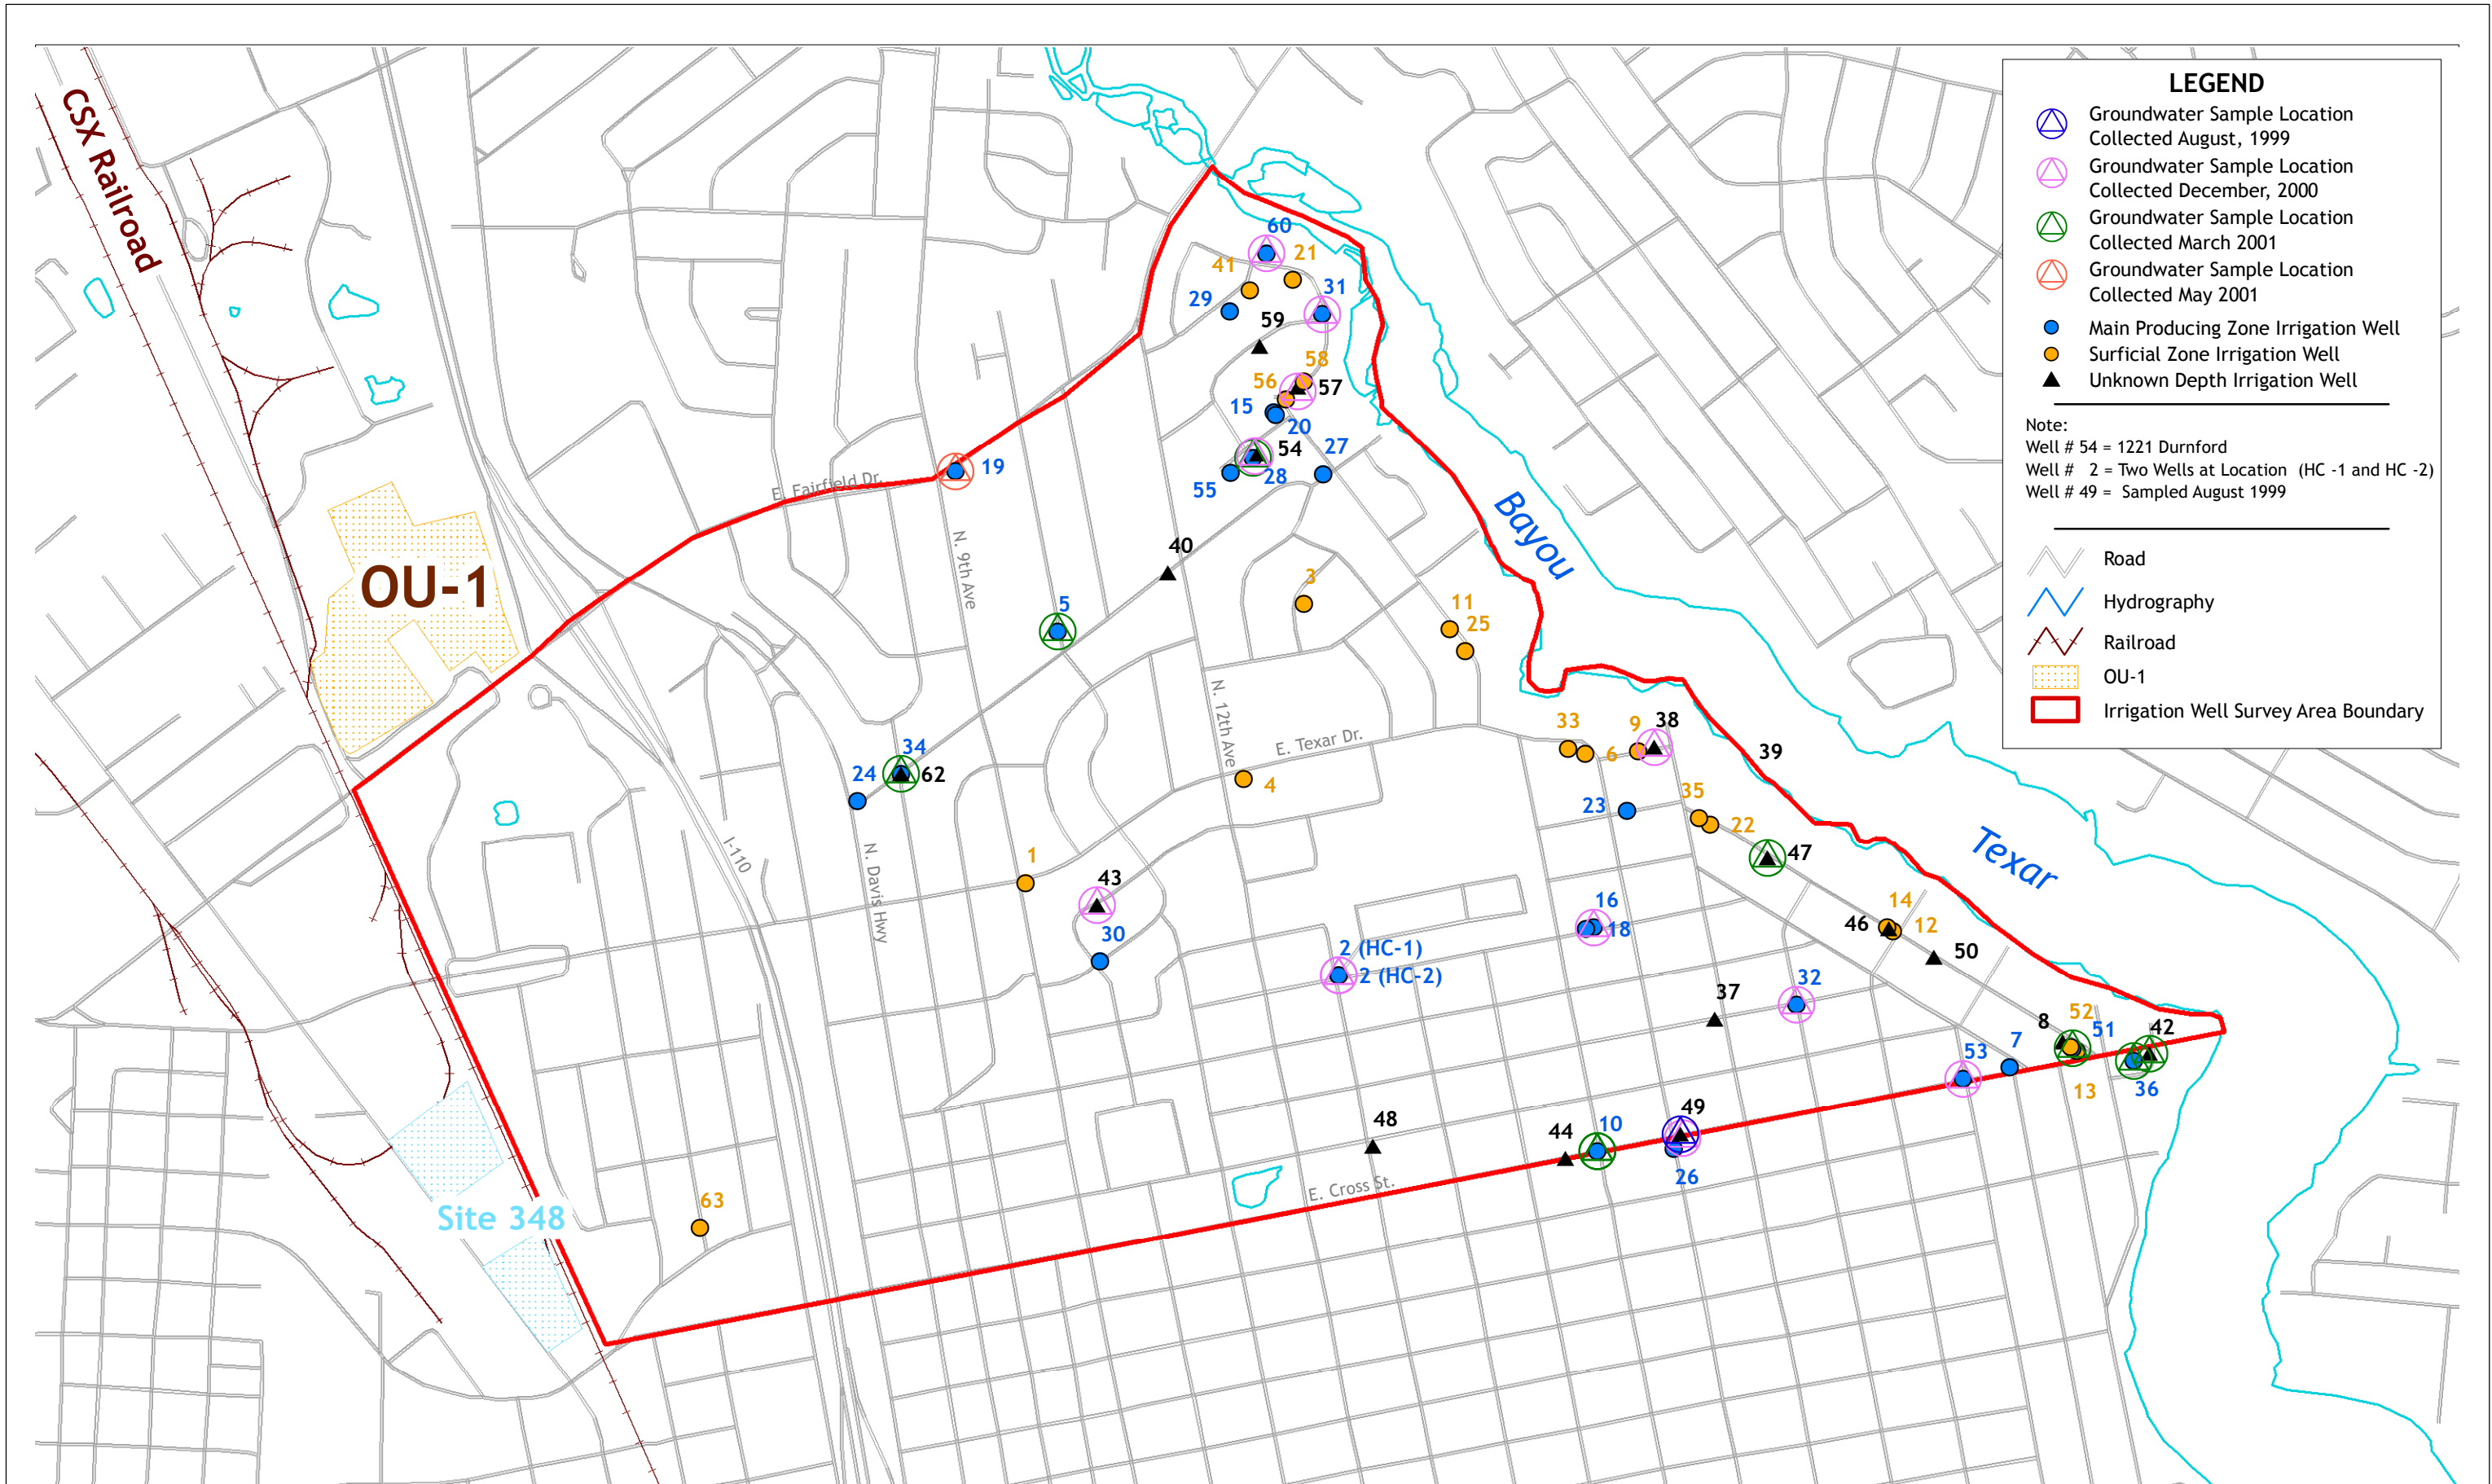 CSX Railroad
OU-1
Site 348
I-110
N. Davis Hwy
N. 9th Ave
N. 12th Ave
E. Fairfield Dr.
E. Texar Dr.
E. Cross St.
Bayou
Texar
60
41
21
29
31
59
58
56
57
15
20
27
54
28
55
19
40
3
5
11
25
34
24
62
33
9
38
6
39
4
23
35
22
1
47
43
30
16
18
14
46
12
50
2 (HC-1)
2 (HC-2)
37
32
8
52
51
42
7
53
13
36
49
48
44
10
26
63
LEGEND
Groundwater Sample Location
Collected August, 1999
Groundwater Sample Location
Collected December, 2000
Groundwater Sample Location
Collected March 2001
Groundwater Sample Location
Collected May 2001
Main Producing Zone Irrigation Well
Surficial Zone Irrigation Well
Unknown Depth Irrigation Well
Note:
Well # 54 = 1221 Durnford
Well # 2 = Two Wells at Location (HC -1 and HC -2)
Well # 49 = Sampled August 1999
Road
Hydrography
Railroad
OU-1
Irrigation Well Survey Area Boundary